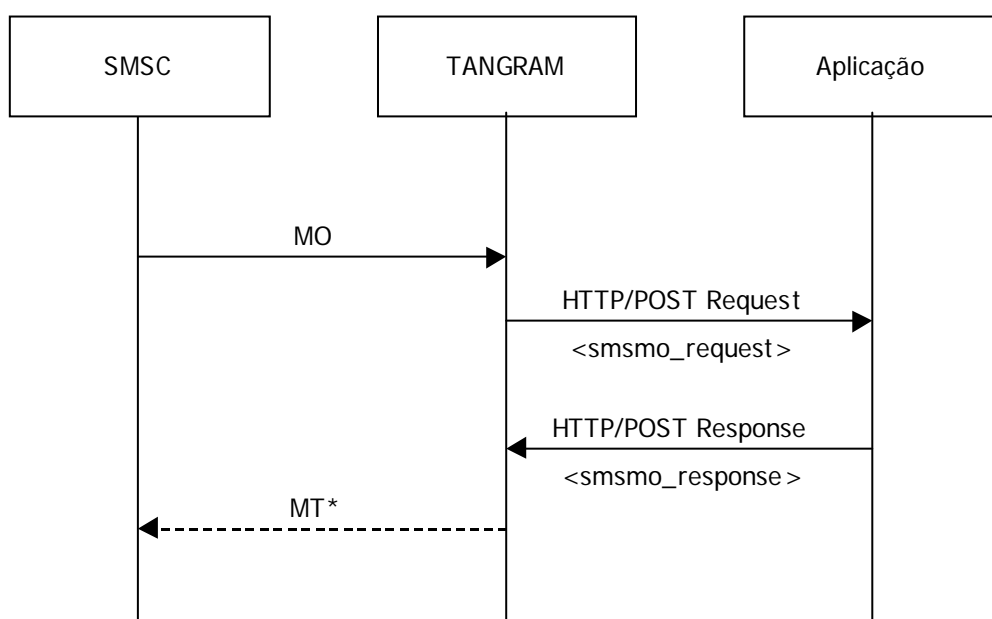 SMSC
TANGRAM
Aplicação
MO
HTTP/POST Request
<smsmo_request>
HTTP/POST Response
<smsmo_response>
MT*